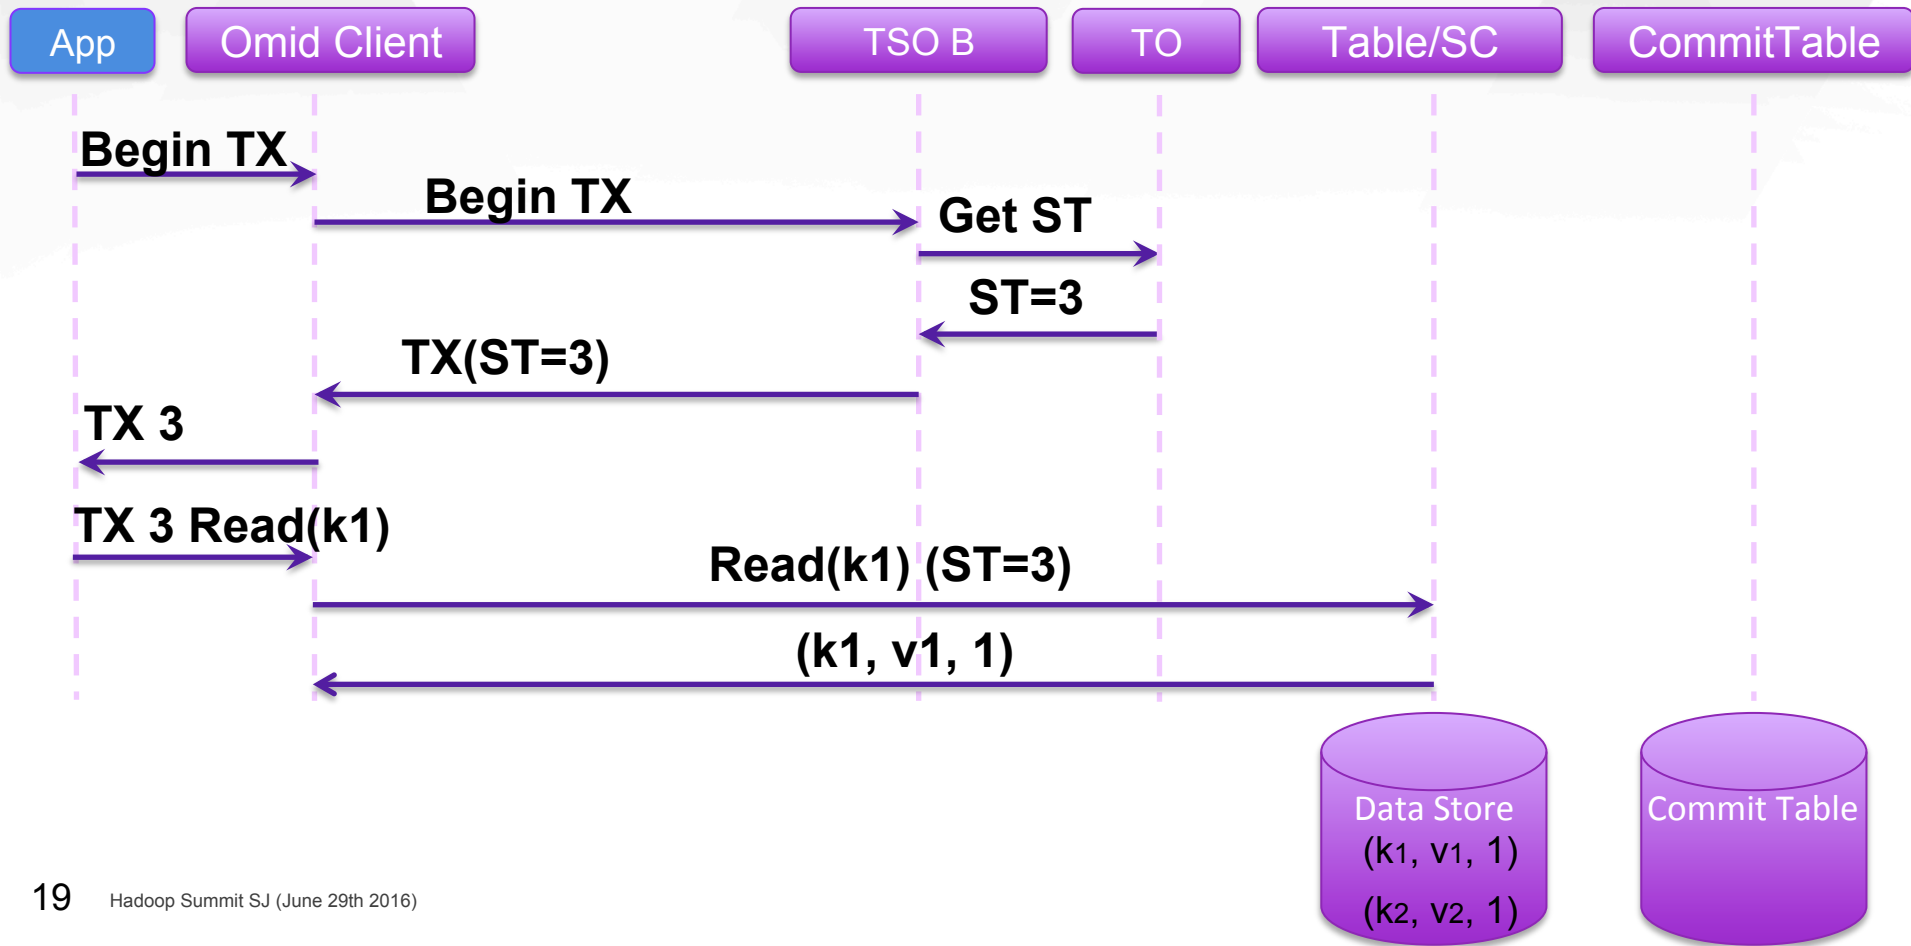 App
Omid Client
TSO B
TO
Table/SC
CommitTable
Begin TX
Begin TX
Get ST
ST=3
TX(ST=3)
TX 3
TX 3 Read(k1)
Read(k1) (ST=3)
(k1, v1, 1)
Data Store
(k1, v1, 1)
(k2, v2, 1)
Commit Table
19
Hadoop Summit SJ (June 29th 2016)